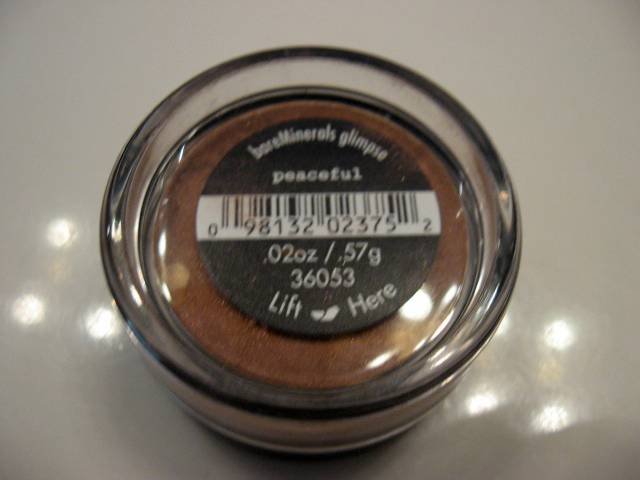 bareMinerals glimpse
peaceful
0 98132 02375 2
.02oz / .57g
36053
Lift Here